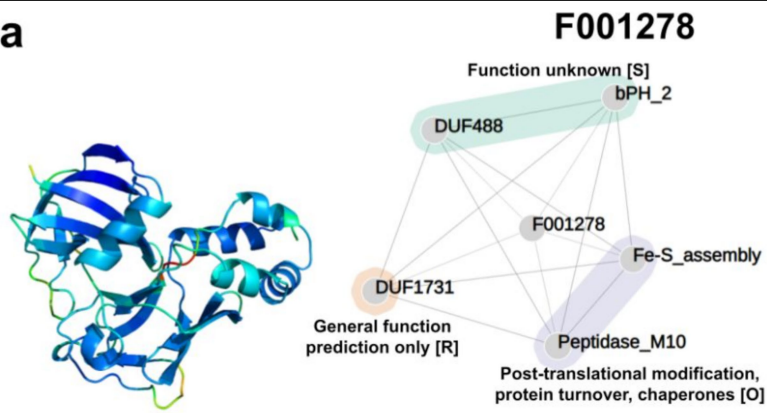 a
F001278
Function unknown [S]
bPH_2
DUF488
F001278
Fe-S_assembly
DUF1731
General function
prediction only [R]
Peptidase_M10
Post-translational modification,
protein turnover, chaperones [O]